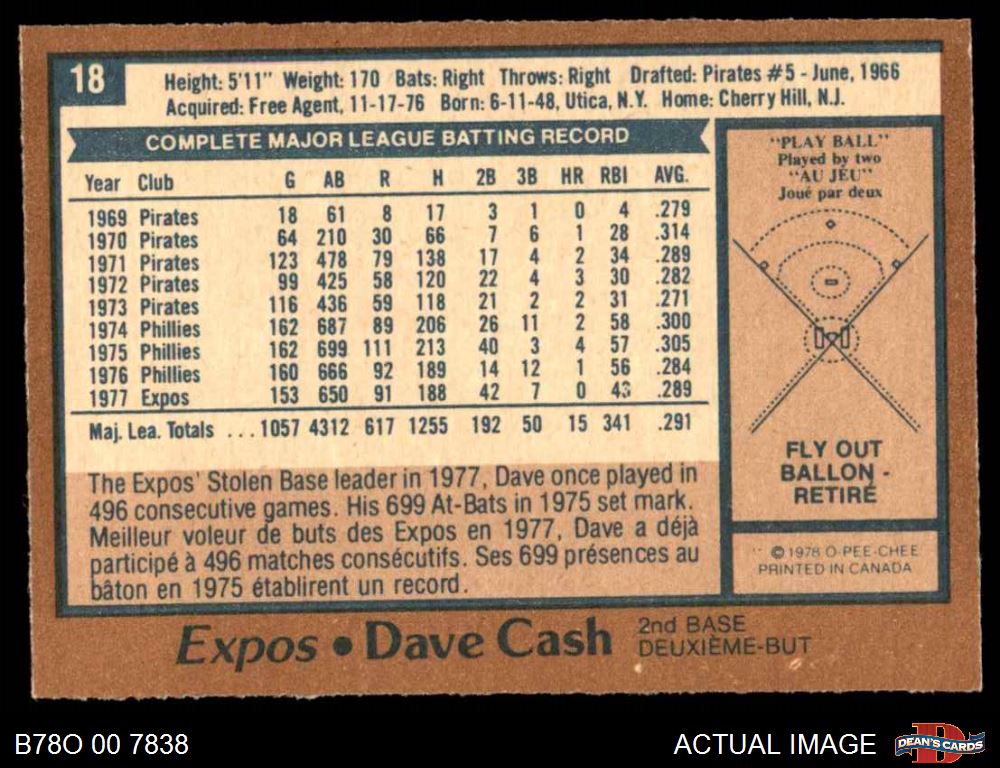 18
Height: 5'11" Weight: 170 Bats: Right Throws: Right Drafted: Pirates #5 - June, 1966
Acquired: Free Agent, 11-17-76 Born: 6-11-48, Utica, N.Y. Home: Cherry Hill, N.J.
COMPLETE MAJOR LEAGUE BATTING RECORD
Year Club G AB R H 2B 3B HR RBI AVG.
1969 Pirates 18 61 8 17 3 1 0 4 .279
1970 Pirates 64 210 30 66 7 6 1 28 .314
1971 Pirates 123 478 79 138 17 4 2 34 .289
1972 Pirates 99 425 58 120 22 4 3 30 .282
1973 Pirates 116 436 59 118 21 2 2 31 .271
1974 Phillies 162 687 89 206 26 11 2 58 .300
1975 Phillies 162 699 111 213 40 3 4 57 .305
1976 Phillies 160 666 92 189 14 12 1 56 .284
1977 Expos 153 650 91 188 42 7 0 43 .289
Maj. Lea. Totals ... 1057 4312 617 1255 192 50 15 341 .291
The Expos' Stolen Base leader in 1977, Dave once played in
496 consecutive games. His 699 At-Bats in 1975 set mark.
Meilleur voleur de buts des Expos en 1977, Dave a déjà
participé à 496 matches consécutifs. Ses 699 présences au
bâton en 1975 établirent un record.
"PLAY BALL"
Played by two
"AU JEU"
Joué par deux
FLY OUT
BALLON -
RETIRÉ
© 1978 O-PEE-CHEE
PRINTED IN CANADA
Expos • Dave Cash
2nd BASE
DEUXIÈME-BUT
B78O 00 7838
ACTUAL IMAGE
DEAN'S CARDS